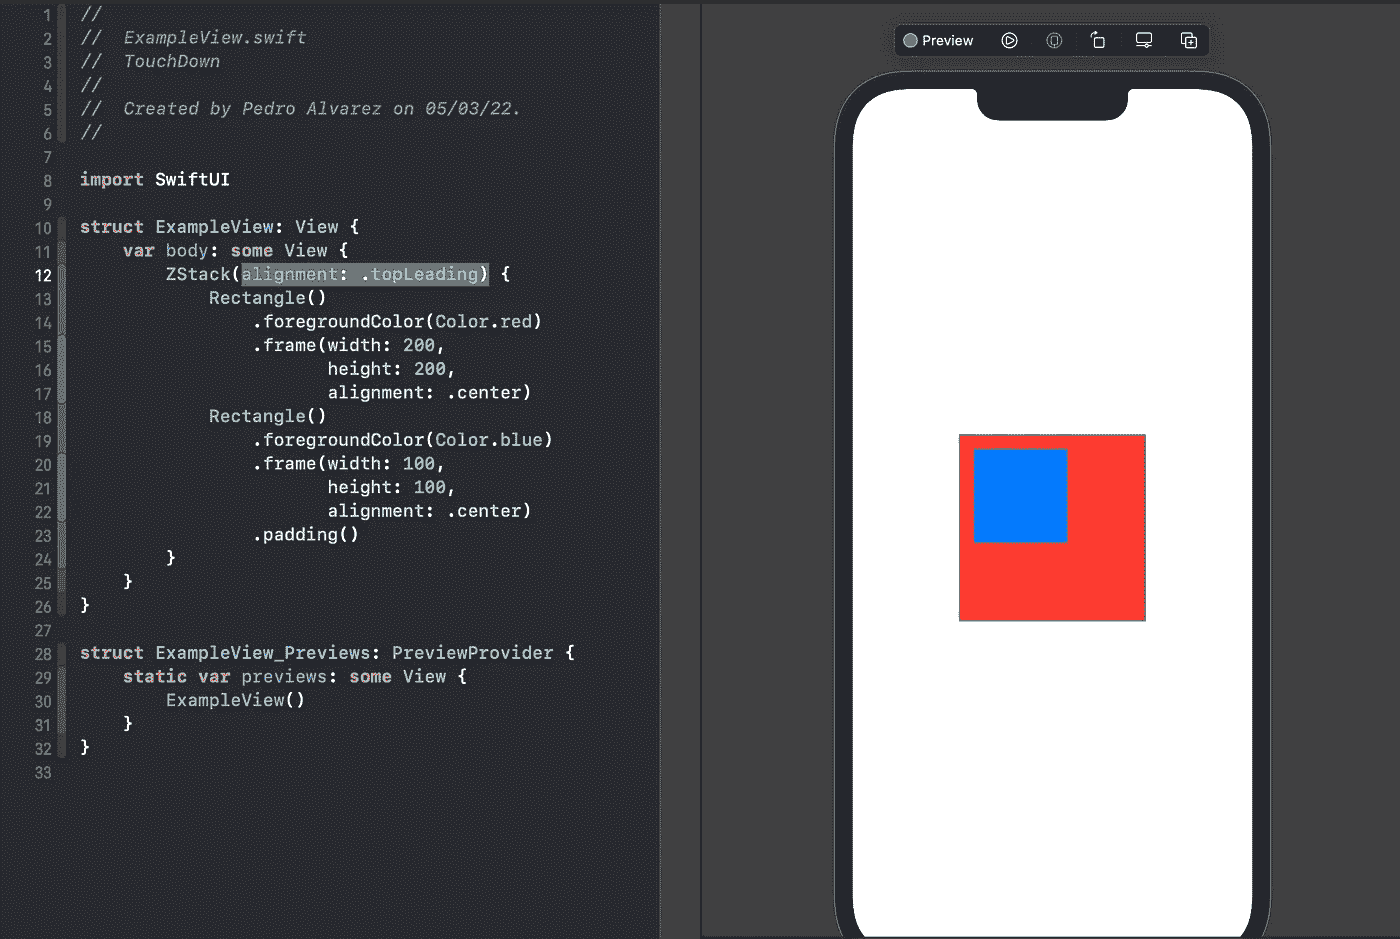 1 //
2 //  ExampleView.swift
3 //  TouchDown
4 //
5 //  Created by Pedro Alvarez on 05/03/22.
6 //
7
8 import SwiftUI
9
10 struct ExampleView: View {
11     var body: some View {
12         ZStack(alignment: .topLeading) {
13             Rectangle()
14                 .foregroundColor(Color.red)
15                 .frame(width: 200,
16                        height: 200,
17                        alignment: .center)
18             Rectangle()
19                 .foregroundColor(Color.blue)
20                 .frame(width: 100,
21                        height: 100,
22                        alignment: .center)
23                 .padding()
24         }
25     }
26 }
27
28 struct ExampleView_Previews: PreviewProvider {
29     static var previews: some View {
30         ExampleView()
31     }
32 }
33
Preview